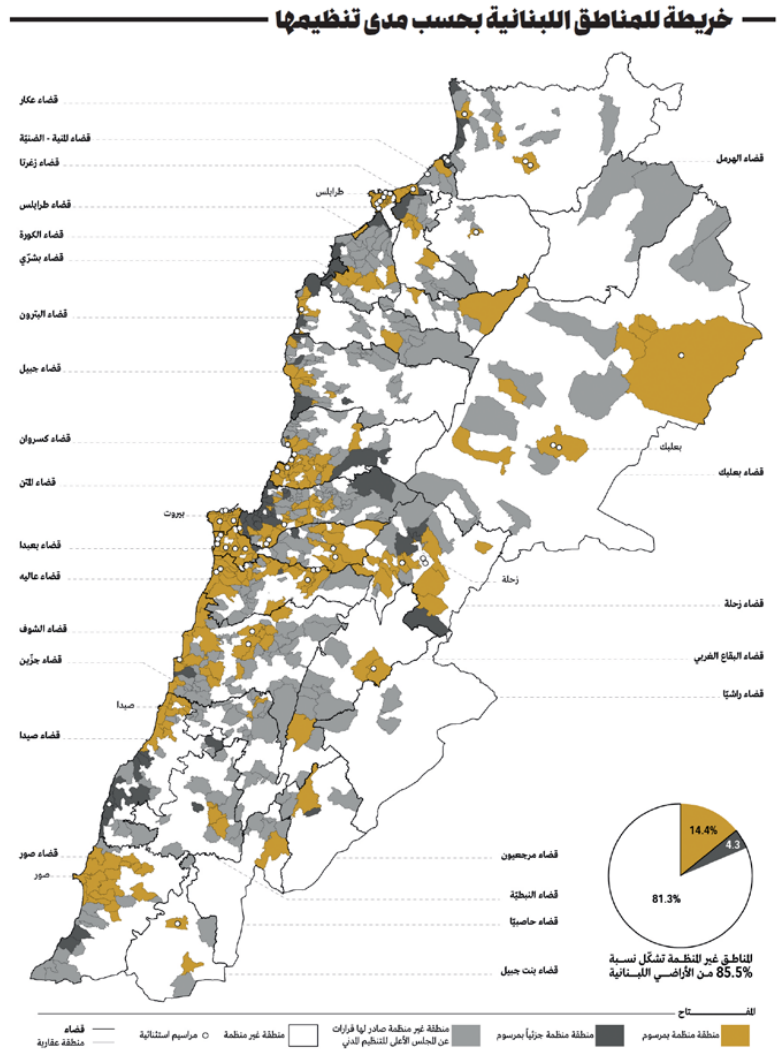 خريطة للمناطق اللبنانية بحسب مدى تنظيمها
قضاء عكار
قضاء المنية - الضنيّة
قضاء زغرتا
قضاء الهرمل
طرابلس
قضاء طرابلس
قضاء الكورة
قضاء بشرّي
قضاء البترون
قضاء جبيل
قضاء كسروان
بعلبك
قضاء بعلبك
قضاء المتن
بيروت
قضاء بعبدا
قضاء عاليه
زحلة
قضاء زحلة
قضاء الشوف
قضاء البقاع الغربي
قضاء جزّين
قضاء راشيّا
صيدا
قضاء صيدا
14.4%
4.3
81.3%
قضاء صور
قضاء مرجعيون
صور
قضاء النبطيّة
قضاء حاصبيّا
قضاء بنت جبيل
المناطق غير المنظمة تشكّل نسبة
85.5% من الأراضي اللبنانية
المفتاح
منطقة منظمة بمرسوم
منطقة منظمة جزئياً بمرسوم
منطقة غير منظمة صادر لها قرارات
عن المجلس الأعلى للتنظيم المدني
منطقة غير منظمة
مراسيم استثنائية
قضاء
منطقة عقارية